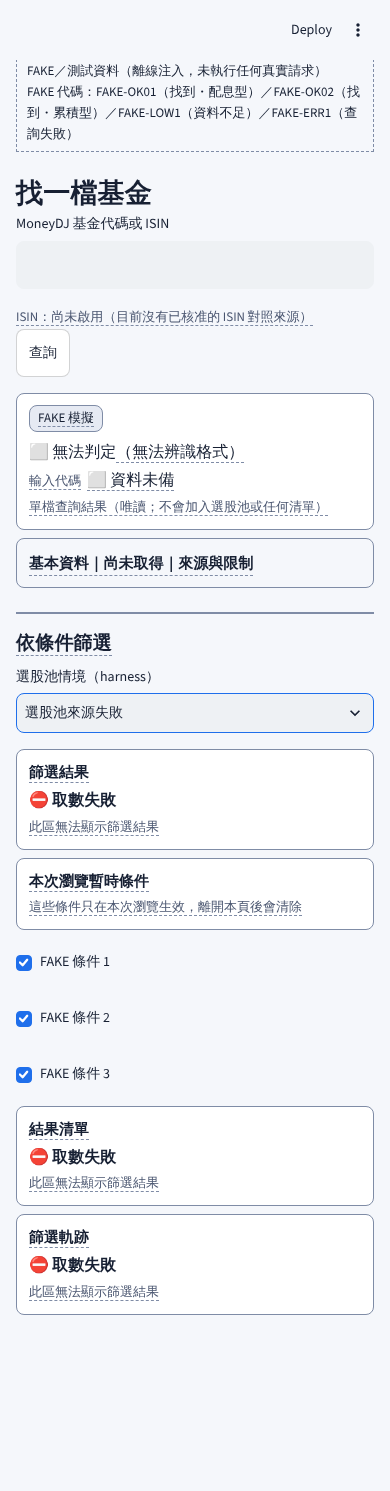 Deploy
FAKE／測試資料（離線注入，未執行任何真實請求）
FAKE 代碼：FAKE-OK01（找到・配息型）／FAKE-OK02（找
到・累積型）／FAKE-LOW1（資料不足）／FAKE-ERR1（查
詢失敗）
找一檔基金
MoneyDJ 基金代碼或 ISIN
ISIN：尚未啟用（目前沒有已核准的 ISIN 對照來源）
查詢
FAKE 模擬
⬜ 無法判定（無法辨識格式）
輸入代碼 ⬜ 資料未備
單檔查詢結果（唯讀；不會加入選股池或任何清單）
基本資料｜尚未取得｜來源與限制
依條件篩選
選股池情境（harness）
選股池來源失敗
篩選結果
⛔ 取數失敗
此區無法顯示篩選結果
本次瀏覽暫時條件
這些條件只在本次瀏覽生效，離開本頁後會清除
FAKE 條件 1
FAKE 條件 2
FAKE 條件 3
結果清單
⛔ 取數失敗
此區無法顯示篩選結果
篩選軌跡
⛔ 取數失敗
此區無法顯示篩選結果